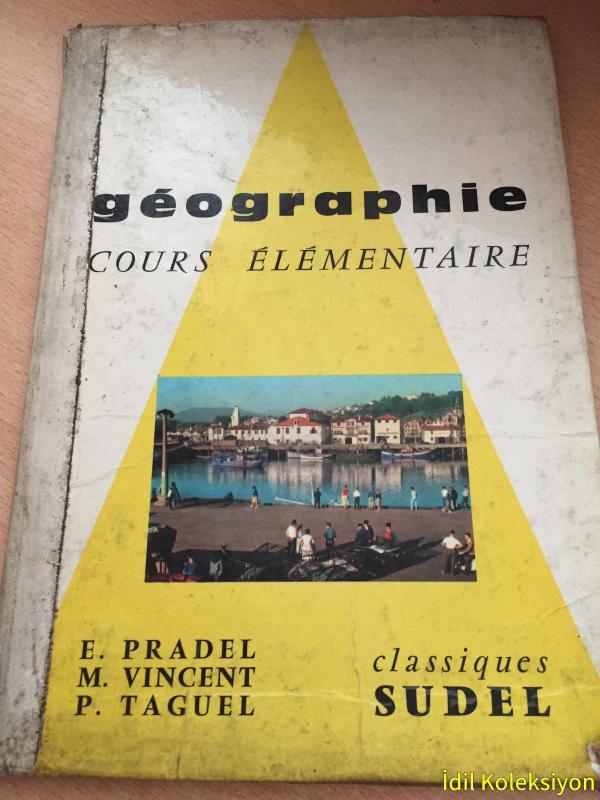 géographie
COURS ÉLÉMENTAIRE
E. PRADEL
M. VINCENT
P. TAGUEL
classiques
SUDEL
İdil Koleksiyon